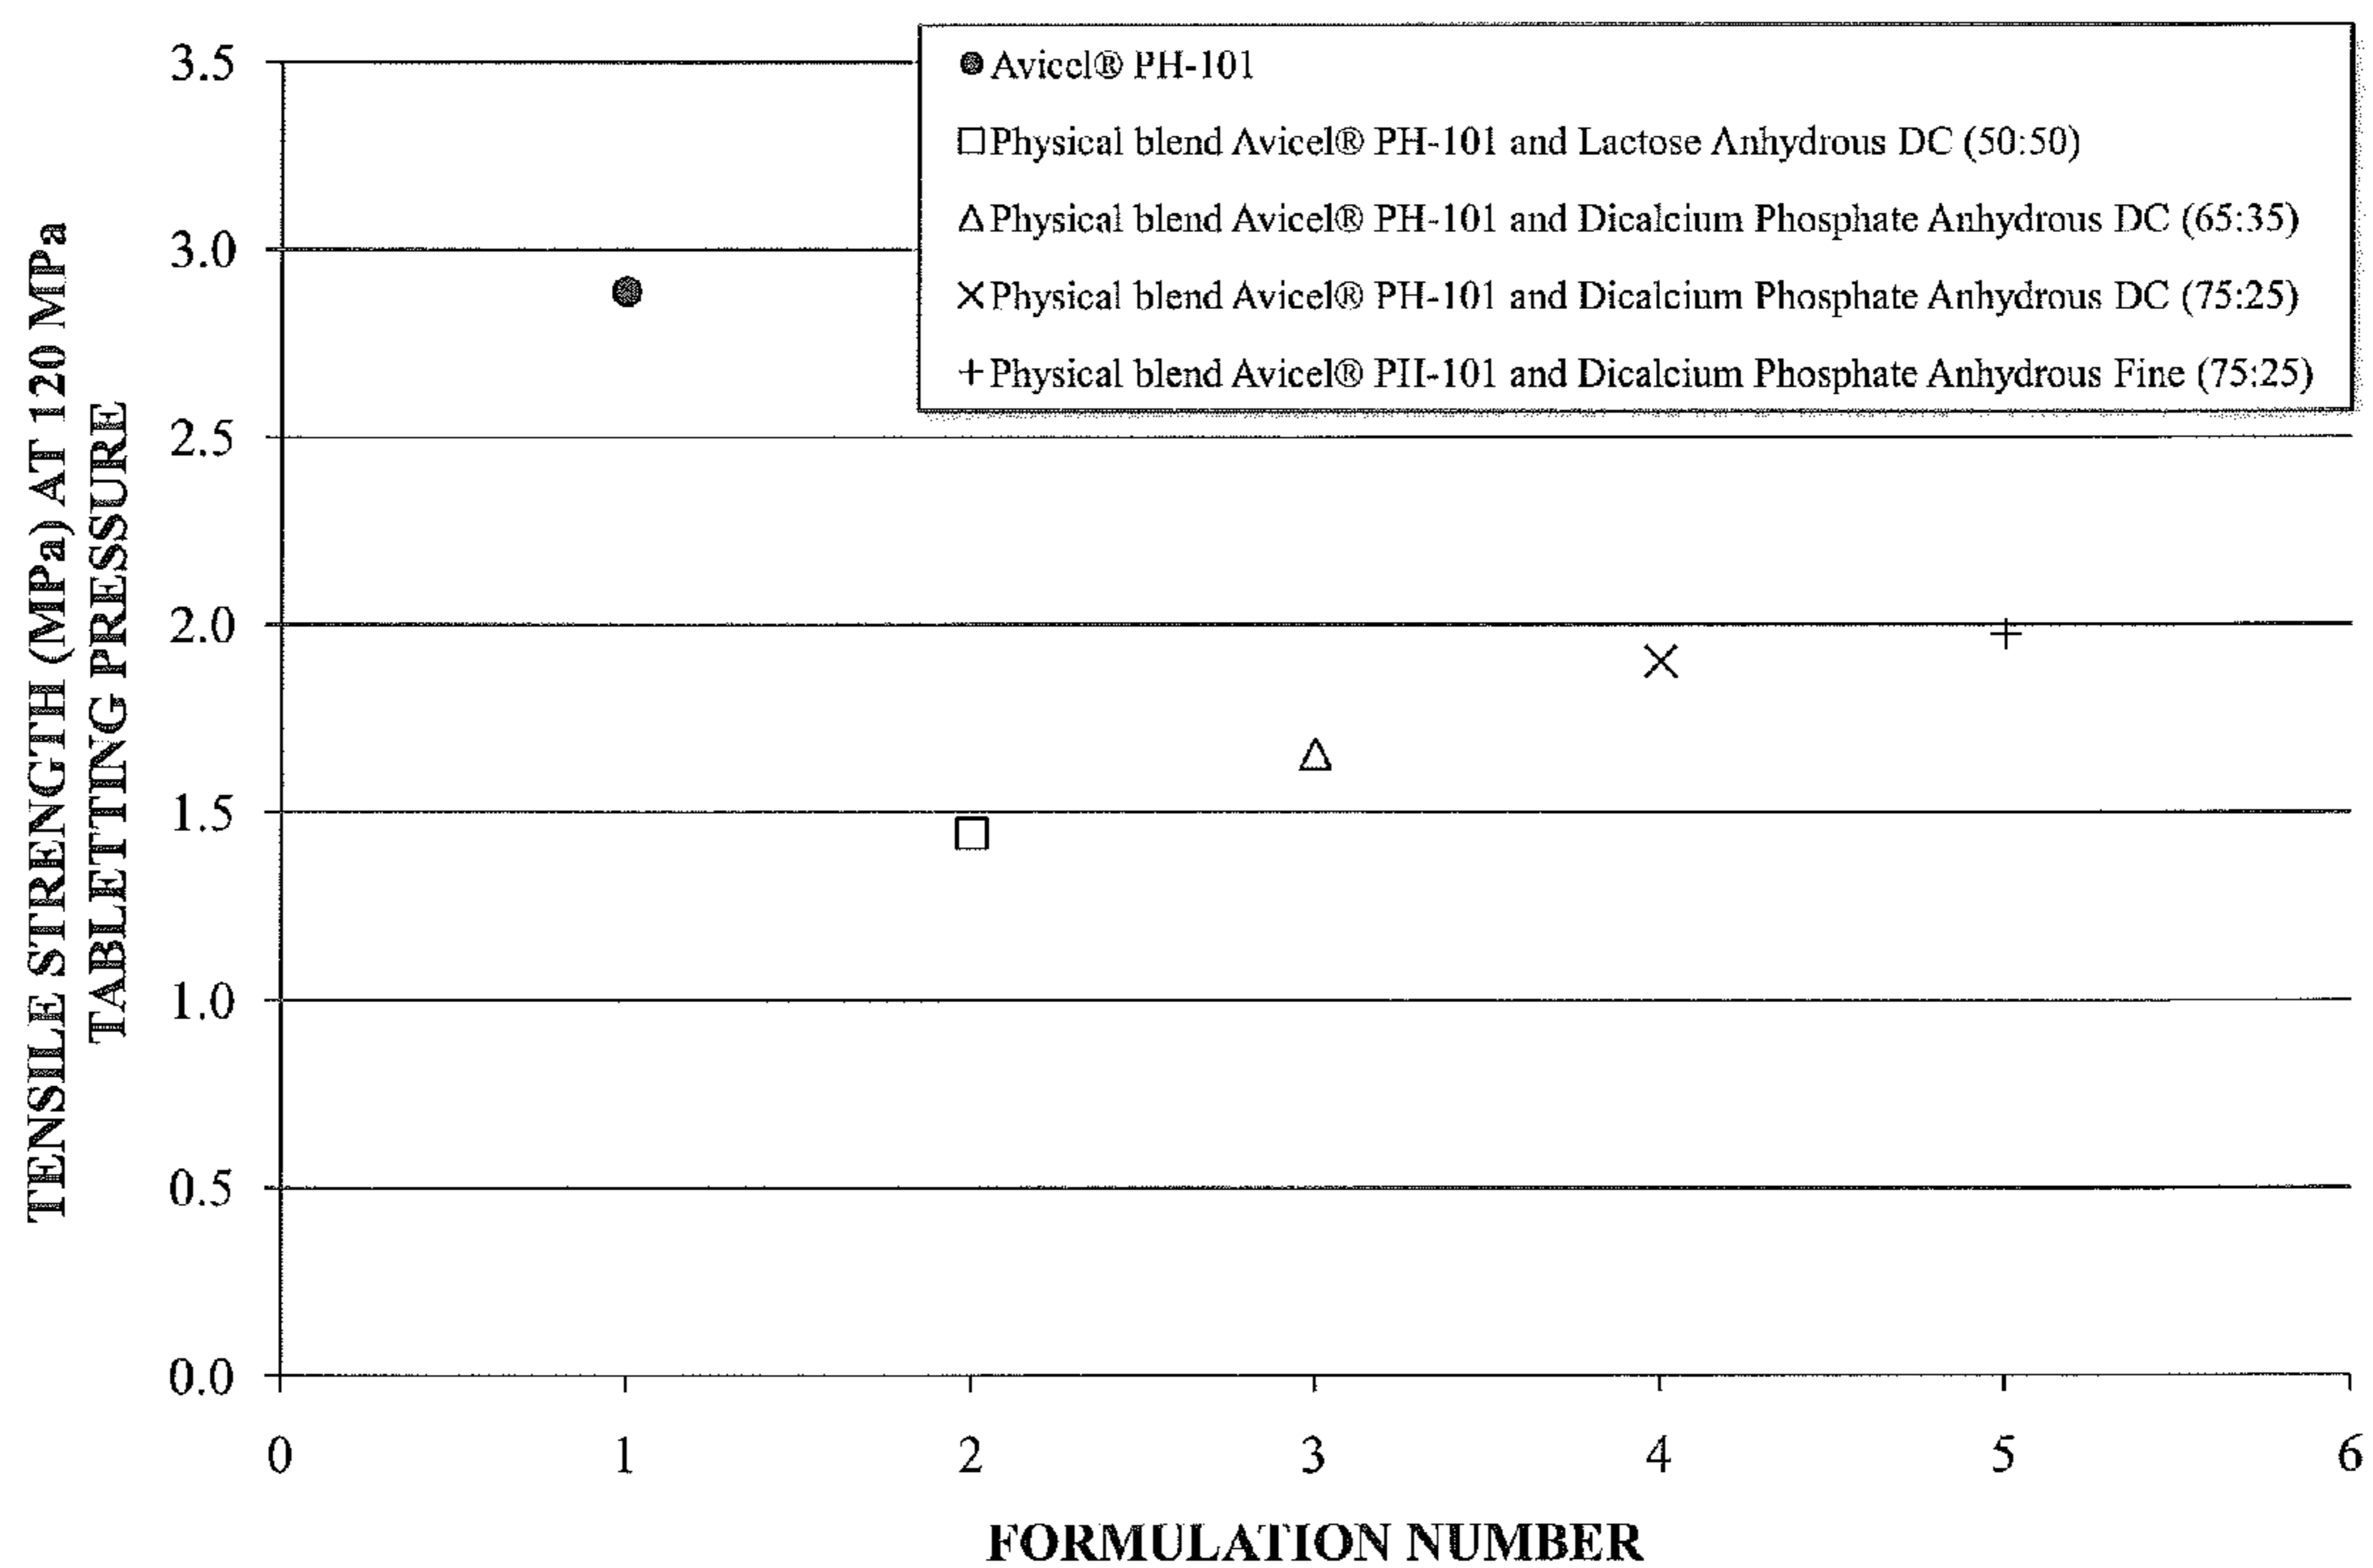 TENSILE STRENGTH (MPa) AT 120 MPa
TABLETTING PRESSURE
3.5
3.0
2.5
2.0
1.5
1.0
0.5
0.0
Avicel® PH-101
Physical blend Avicel® PH-101 and Lactose Anhydrous DC (50:50)
Physical blend Avicel® PH-101 and Dicalcium Phosphate Anhydrous DC (65:35)
Physical blend Avicel® PH-101 and Dicalcium Phosphate Anhydrous DC (75:25)
Physical blend Avicel® PH-101 and Dicalcium Phosphate Anhydrous Fine (75:25)
0 1 2 3 4 5 6
FORMULATION NUMBER